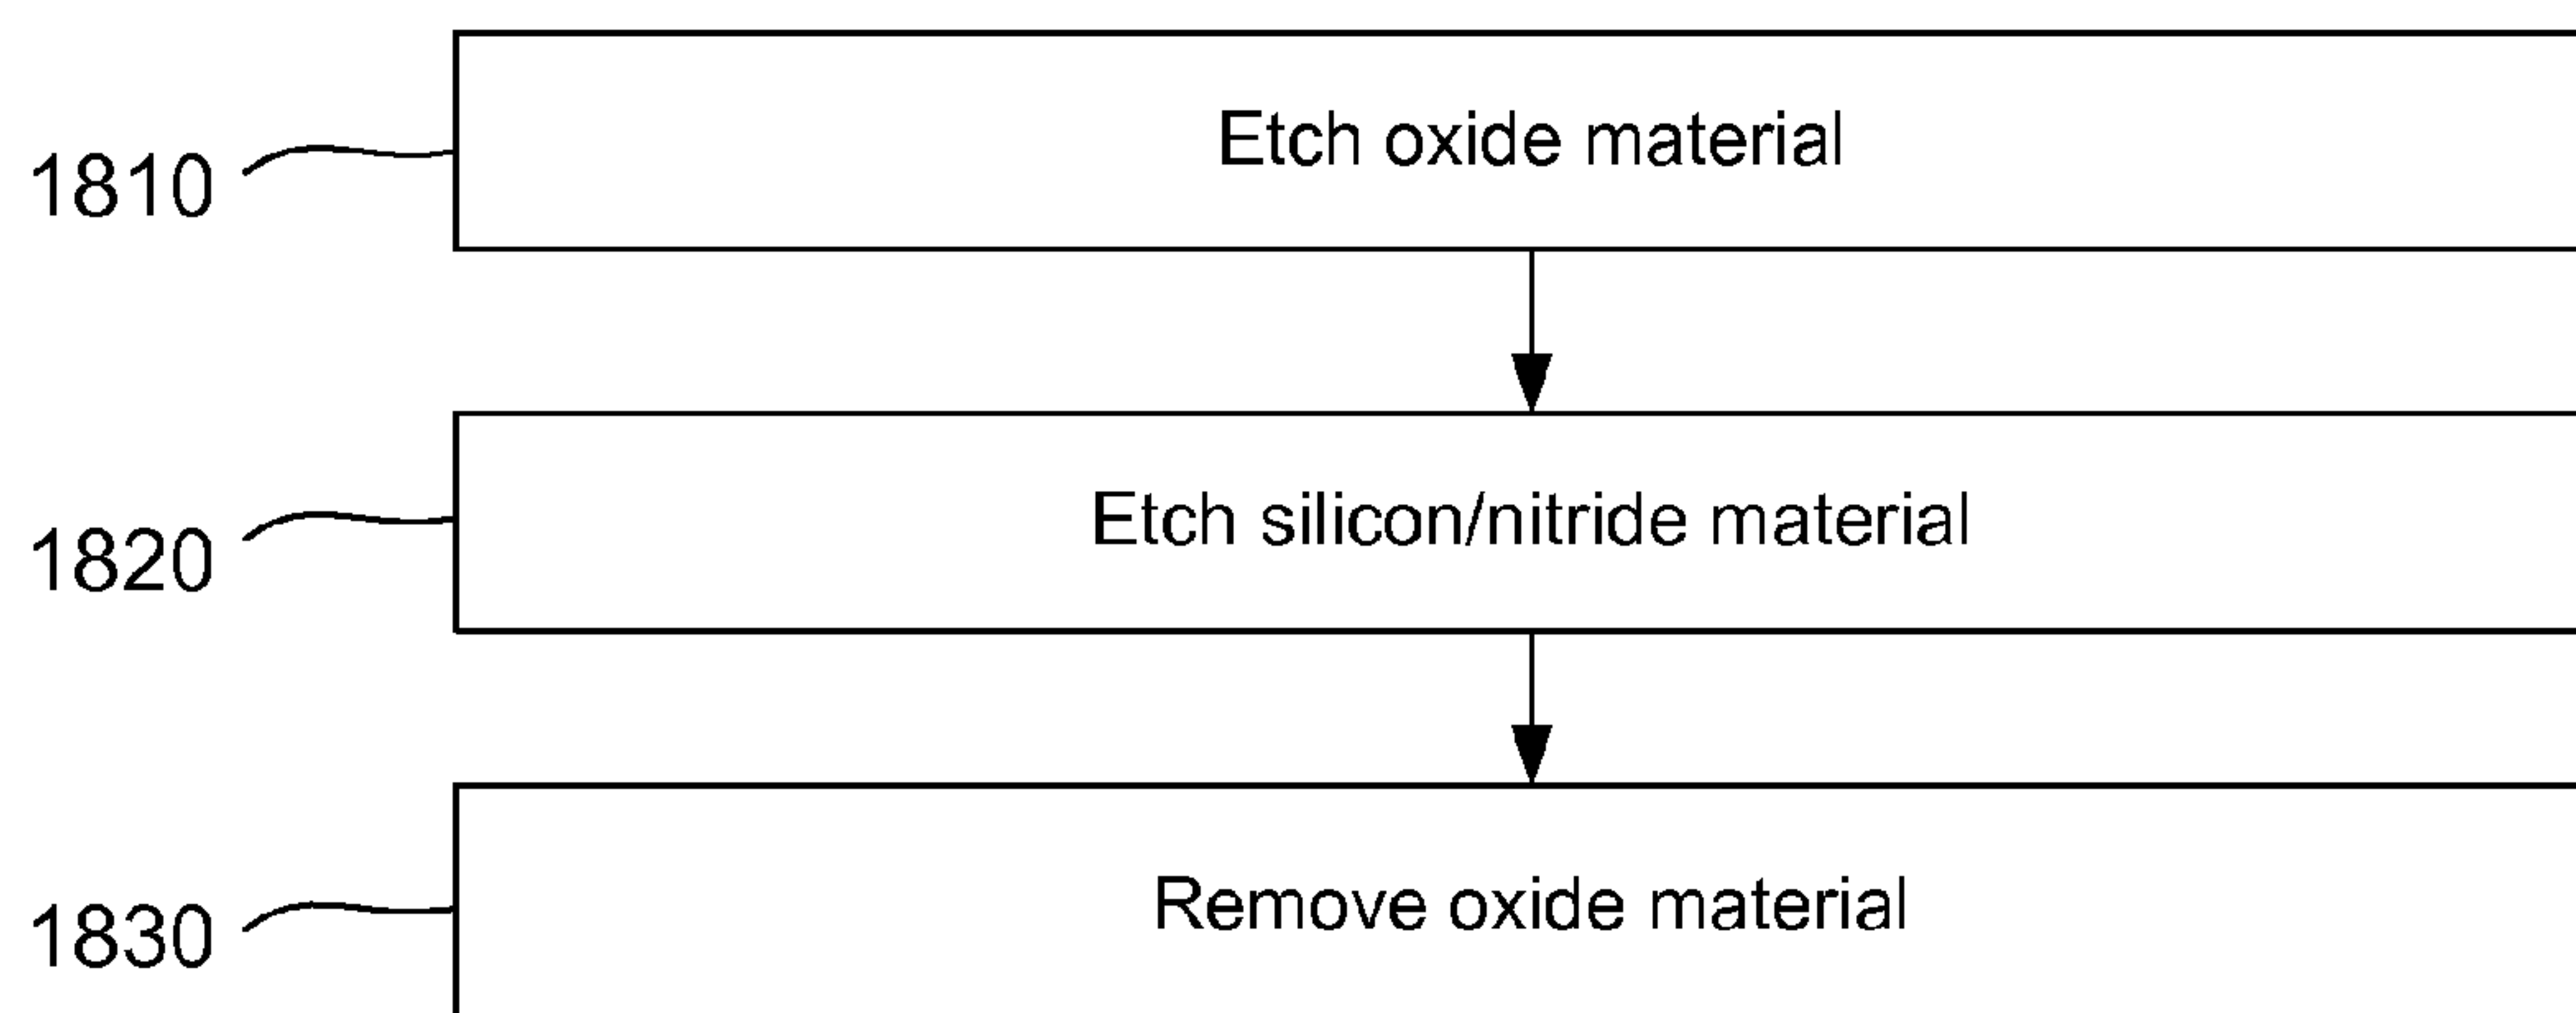 Etch oxide material
1810
Etch silicon/nitride material
1820
Remove oxide material
1830